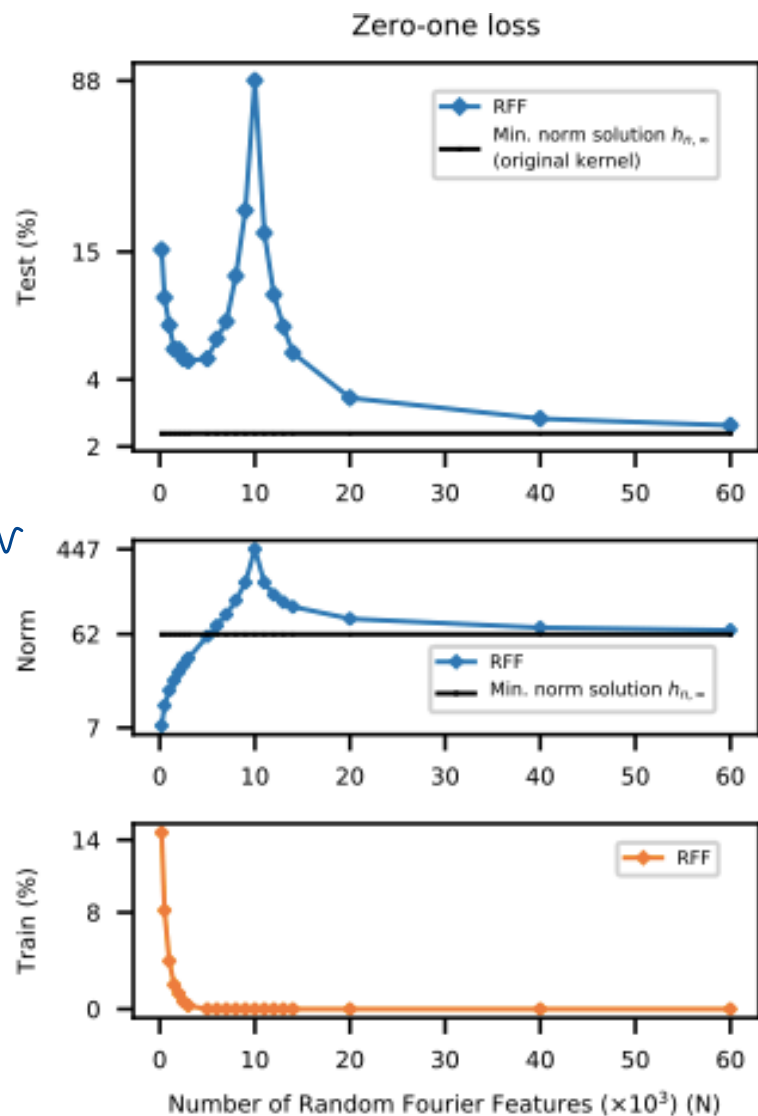 Zero-one loss
88
15
4
2
Test (%)
RFF
Min. norm solution hₙ,∞
(original kernel)
0 10 20 30 40 50 60
447
62
7
Norm
RFF
Min. norm solution hₙ,∞
0 10 20 30 40 50 60
14
8
0
Train (%)
RFF
0 10 20 30 40 50 60
Number of Random Fourier Features (×10³) (N)